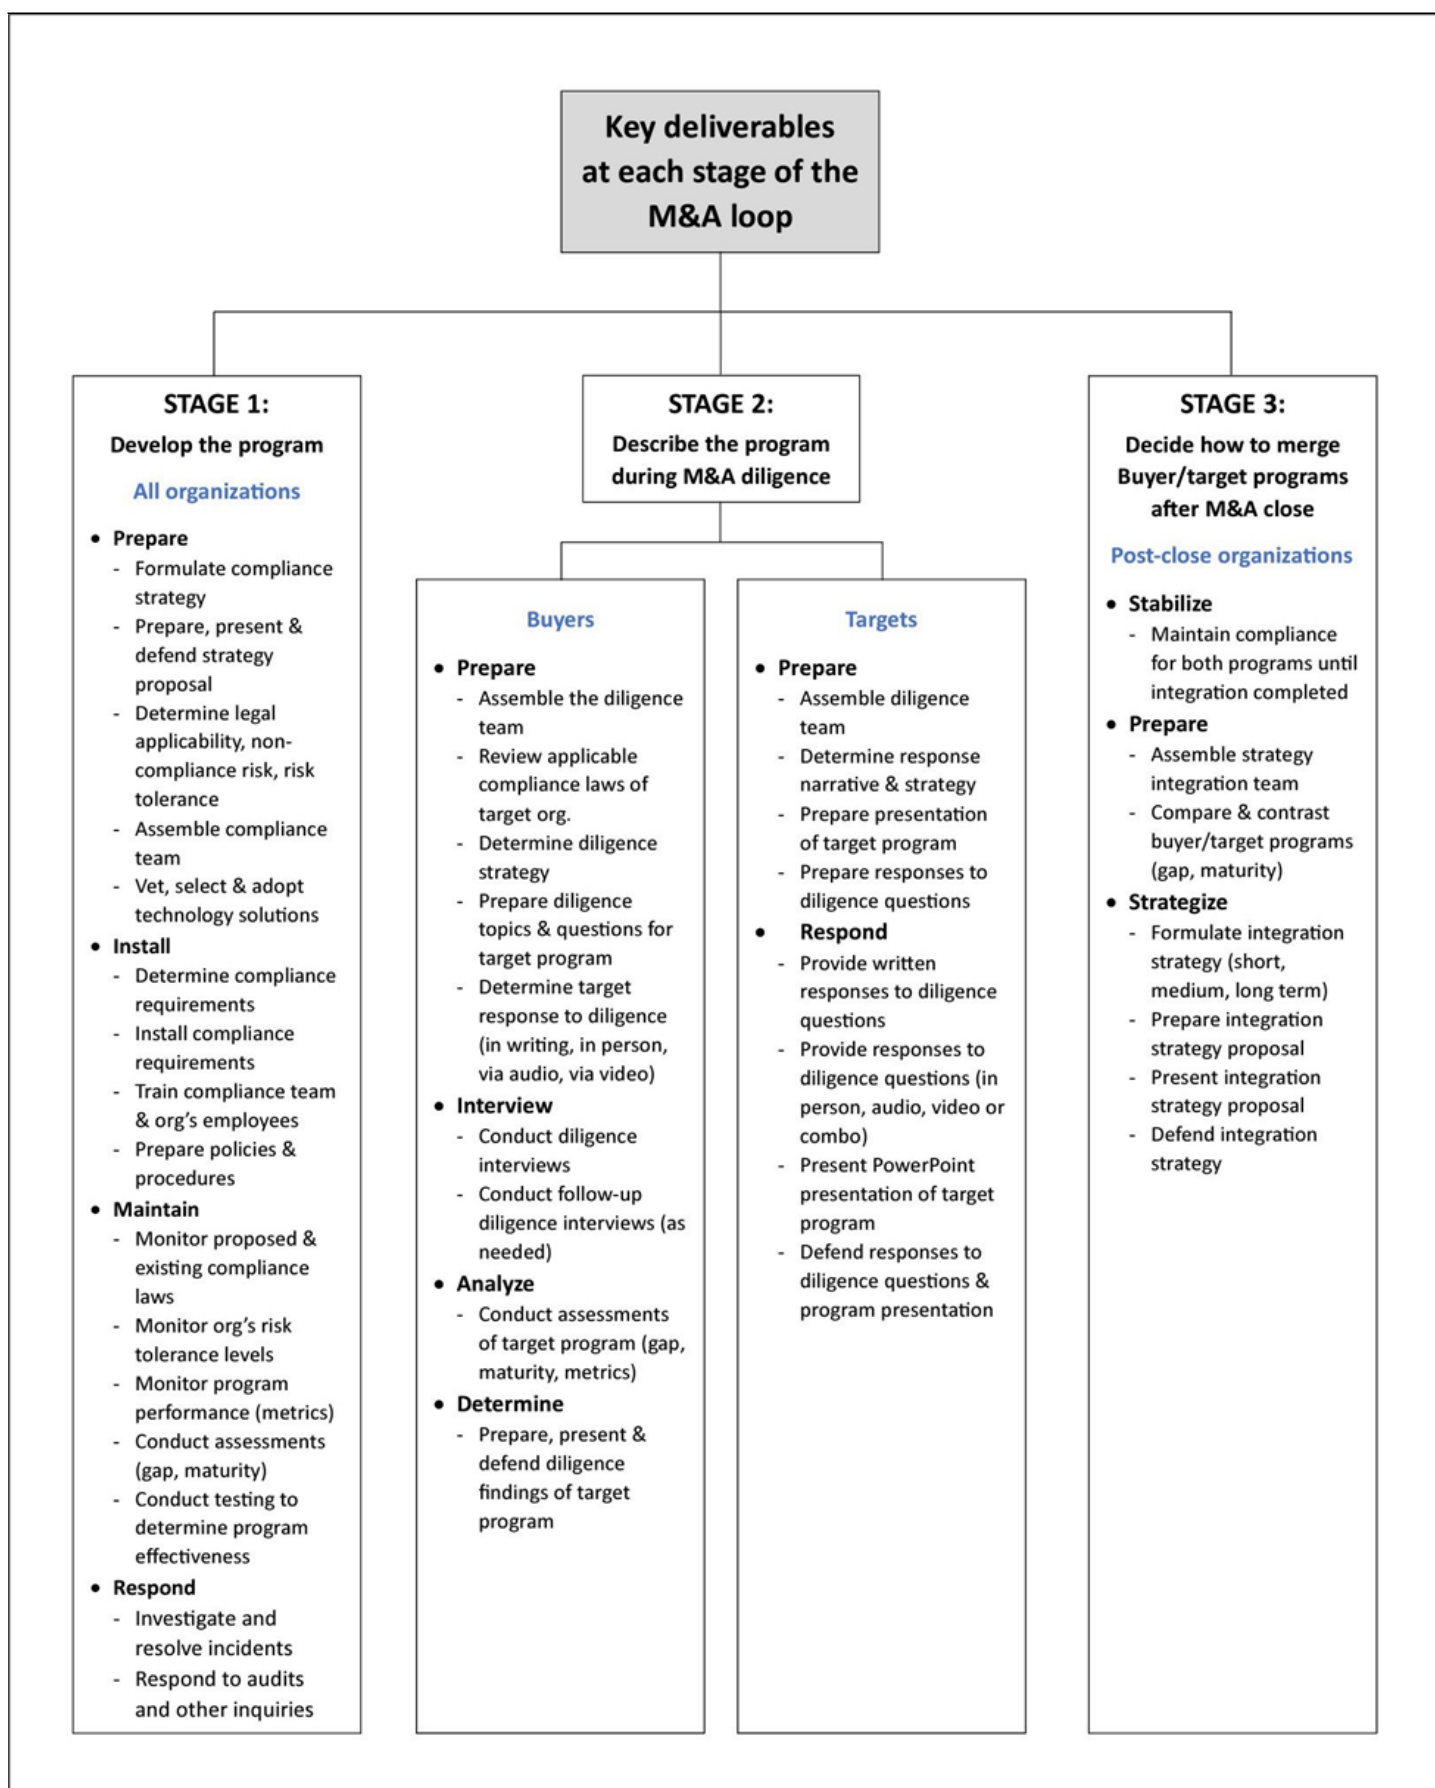 Key deliverables
at each stage of the
M&A loop
STAGE 1:
Develop the program
All organizations
• Prepare
- Formulate compliance
strategy
- Prepare, present &
defend strategy
proposal
- Determine legal
applicability, non-
compliance risk, risk
tolerance
- Assemble compliance
team
- Vet, select & adopt
technology solutions
• Install
- Determine compliance
requirements
- Install compliance
requirements
- Train compliance team
& org’s employees
- Prepare policies &
procedures
• Maintain
- Monitor proposed &
existing compliance
laws
- Monitor org’s risk
tolerance levels
- Monitor program
performance (metrics)
- Conduct assessments
(gap, maturity)
- Conduct testing to
determine program
effectiveness
• Respond
- Investigate and
resolve incidents
- Respond to audits
and other inquiries
STAGE 2:
Describe the program
during M&A diligence
Buyers
• Prepare
- Assemble the diligence
team
- Review applicable
compliance laws of
target org.
- Determine diligence
strategy
- Prepare diligence
topics & questions for
target program
- Determine target
response to diligence
(in writing, in person,
via audio, via video)
• Interview
- Conduct diligence
interviews
- Conduct follow-up
diligence interviews (as
needed)
• Analyze
- Conduct assessments
of target program (gap,
maturity, metrics)
• Determine
- Prepare, present &
defend diligence
findings of target
program
Targets
• Prepare
- Assemble diligence
team
- Determine response
narrative & strategy
- Prepare presentation
of target program
- Prepare responses to
diligence questions
• Respond
- Provide written
responses to diligence
questions
- Provide responses to
diligence questions (in
person, audio, video or
combo)
- Present PowerPoint
presentation of target
program
- Defend responses to
diligence questions &
program presentation
STAGE 3:
Decide how to merge
Buyer/target programs
after M&A close
Post-close organizations
• Stabilize
- Maintain compliance
for both programs until
integration completed
• Prepare
- Assemble strategy
integration team
- Compare & contrast
buyer/target programs
(gap, maturity)
• Strategize
- Formulate integration
strategy (short,
medium, long term)
- Prepare integration
strategy proposal
- Present integration
strategy proposal
- Defend integration
strategy